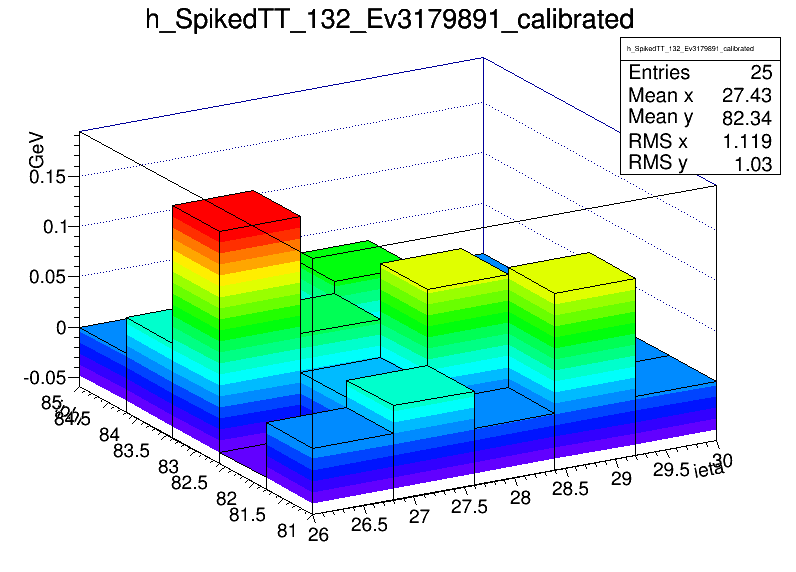 h_SpikedTT_132_Ev3179891_calibrated
h_SpikedTT_132_Ev3179891_calibrated
Entries 25
Mean x 27.43
Mean y 82.34
RMS x 1.119
RMS y 1.03
GeV
0.15
0.1
0.05
0
-0.05
85
84.5
84
83.5
83
82.5
82
81.5
81
26
26.5
27
27.5
28
28.5
29
29.5
30
ieta